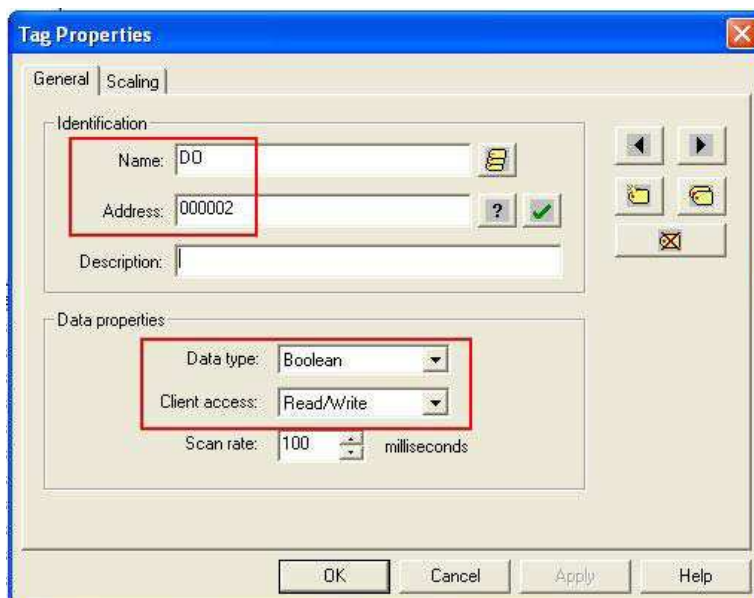 Tag Properties
General Scaling
Identification
Name: DO
Address: 000002 ?
Description:
Data properties
Data type: Boolean
Client access: Read/Write
Scan rate: 100 milliseconds
OK Cancel Apply Help